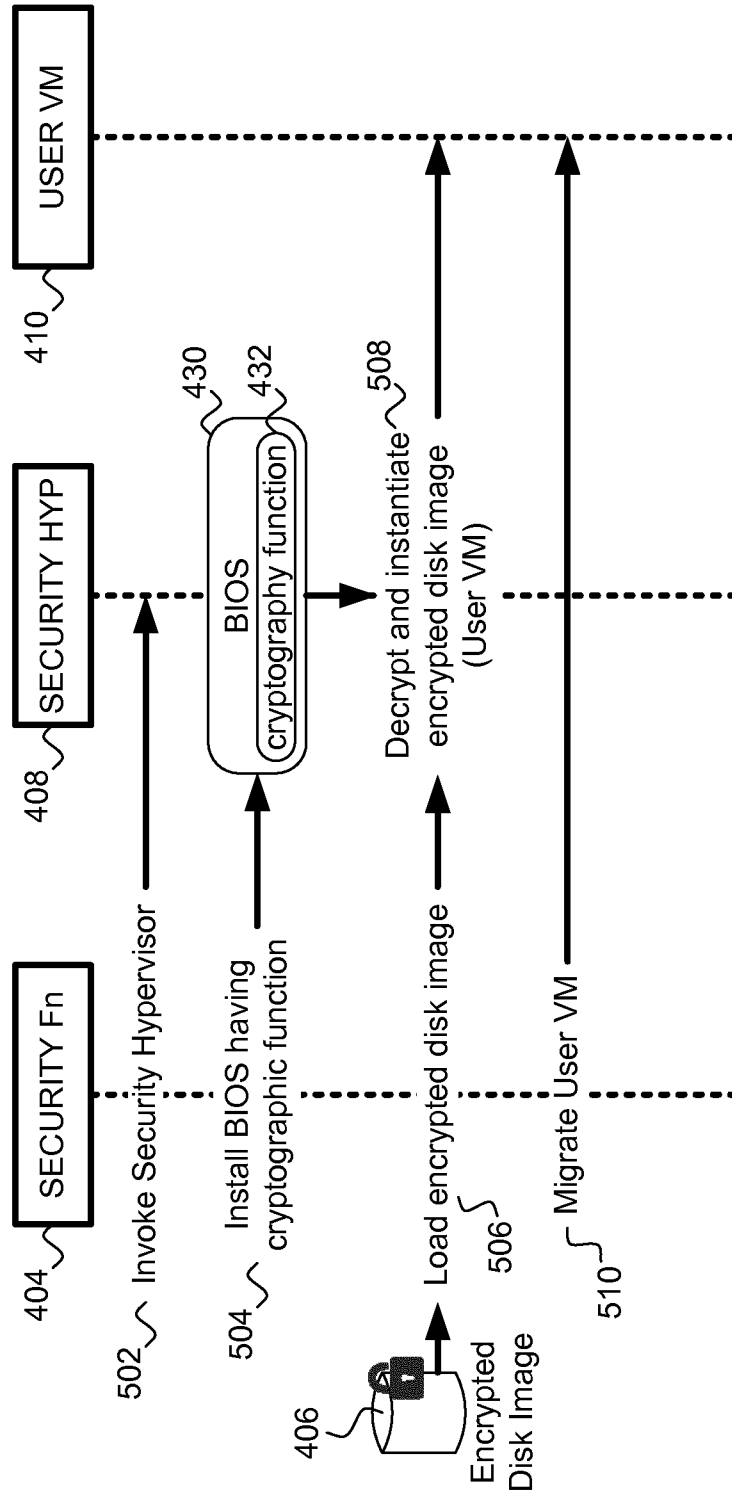 404
SECURITY Fn
408
SECURITY HYP
410
USER VM
502
Invoke Security Hypervisor
504
Install BIOS having
cryptographic function
BIOS
cryptography function
430
432
406
Encrypted
Disk Image
Load encrypted disk image
506
Decrypt and instantiate
encrypted disk image
(User VM)
508
510
Migrate User VM